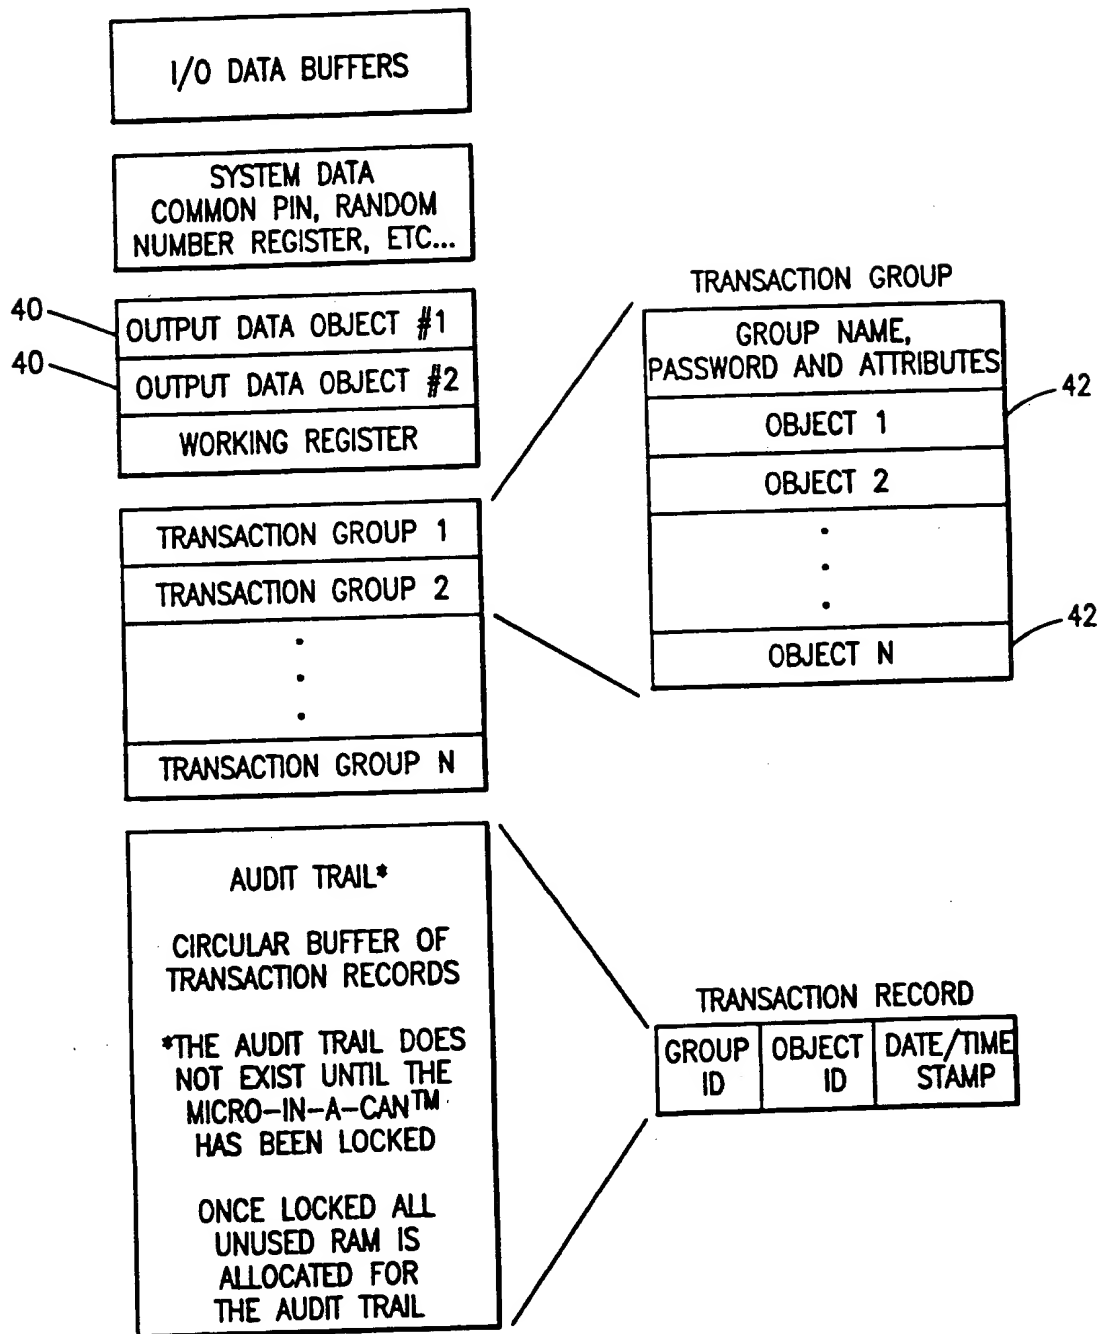 I/O DATA BUFFERS
SYSTEM DATA
COMMON PIN, RANDOM
NUMBER REGISTER, ETC...
40
OUTPUT DATA OBJECT #1
40
OUTPUT DATA OBJECT #2
WORKING REGISTER
TRANSACTION GROUP 1
TRANSACTION GROUP 2
TRANSACTION GROUP N
TRANSACTION GROUP
GROUP NAME,
PASSWORD AND ATTRIBUTES
42
OBJECT 1
OBJECT 2
42
OBJECT N
AUDIT TRAIL*
CIRCULAR BUFFER OF
TRANSACTION RECORDS
*THE AUDIT TRAIL DOES
NOT EXIST UNTIL THE
MICRO-IN-A-CAN™
HAS BEEN LOCKED
ONCE LOCKED ALL
UNUSED RAM IS
ALLOCATED FOR
THE AUDIT TRAIL
TRANSACTION RECORD
GROUP ID
OBJECT ID
DATE/TIME STAMP